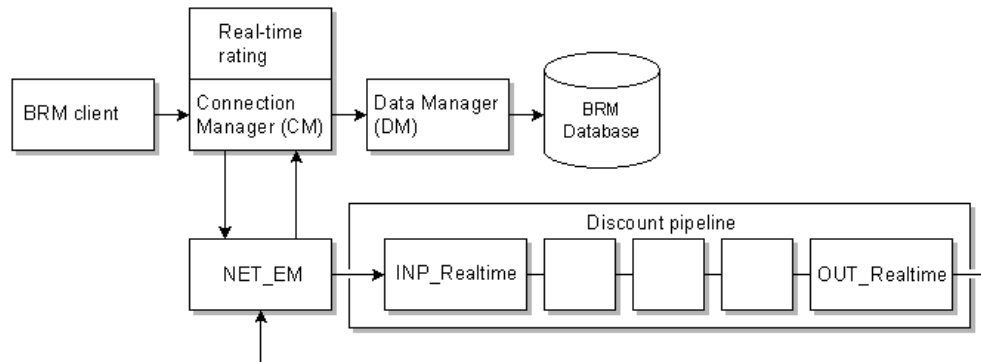 Real-time
rating
BRM client
Connection
Manager (CM)
Data Manager
(DM)
BRM
Database
Discount pipeline
NET_EM
INP_Realtime
OUT_Realtime